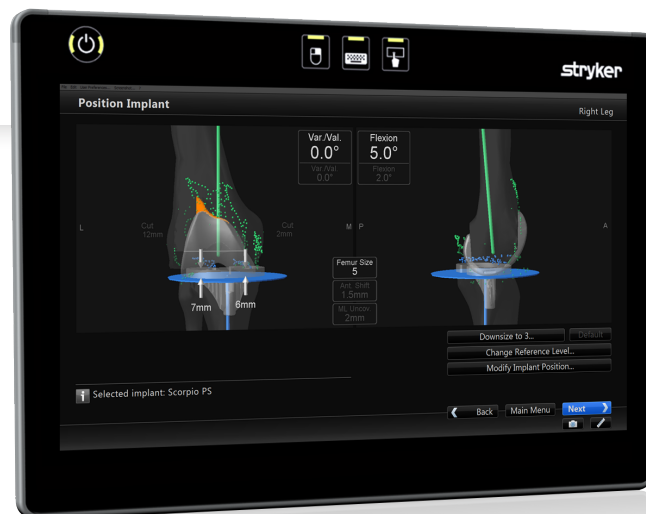 stryker
Position Implant
Right Leg
Var./Val.
0.0°
Var./Val
0.0°
Flexion
5.0°
Flexion
2.0°
L
Cut
12mm
Cut
2mm
M
P
A
Femur Size
5
Ant. Shift
1.5mm
ML Uncov.
2mm
7mm
6mm
Downsize to 3...
Default
Change Reference Level...
Modify Implant Position...
i
Selected implant: Scorpio PS
Back
Main Menu
Next